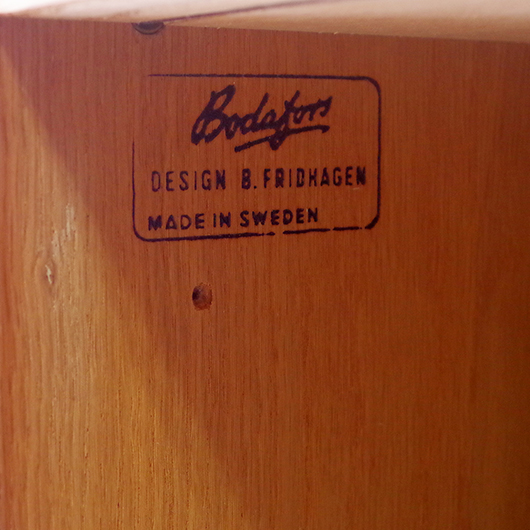 Bodafors
DESIGN B. FRIDHAGEN
MADE IN SWEDEN